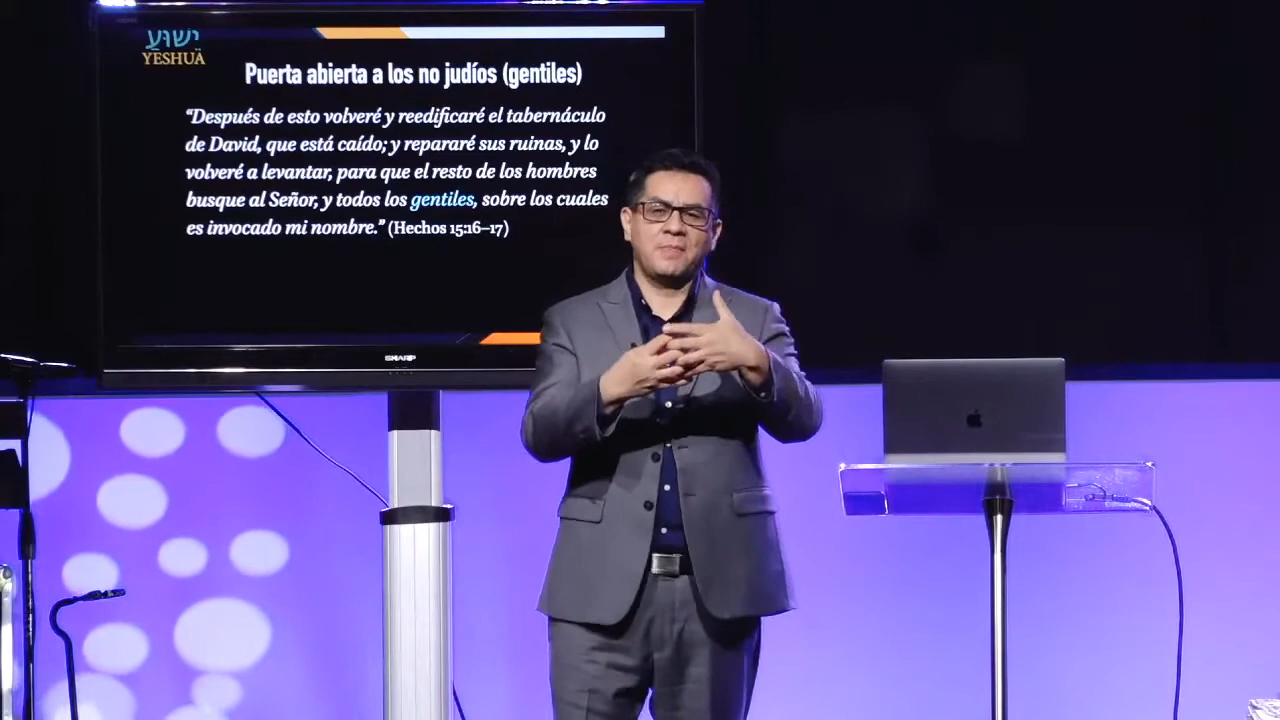 ישוע
YESHUA
Puerta abierta a los no judíos (gentiles)
“Después de esto volveré y reedificaré el tabernáculo
de David, que está caído; y repararé sus ruinas, y lo
volveré a levantar, para que el resto de los hombres
busque al Señor, y todos los gentiles, sobre los cuales
es invocado mi nombre.” (Hechos 15:16–17)
SHARP